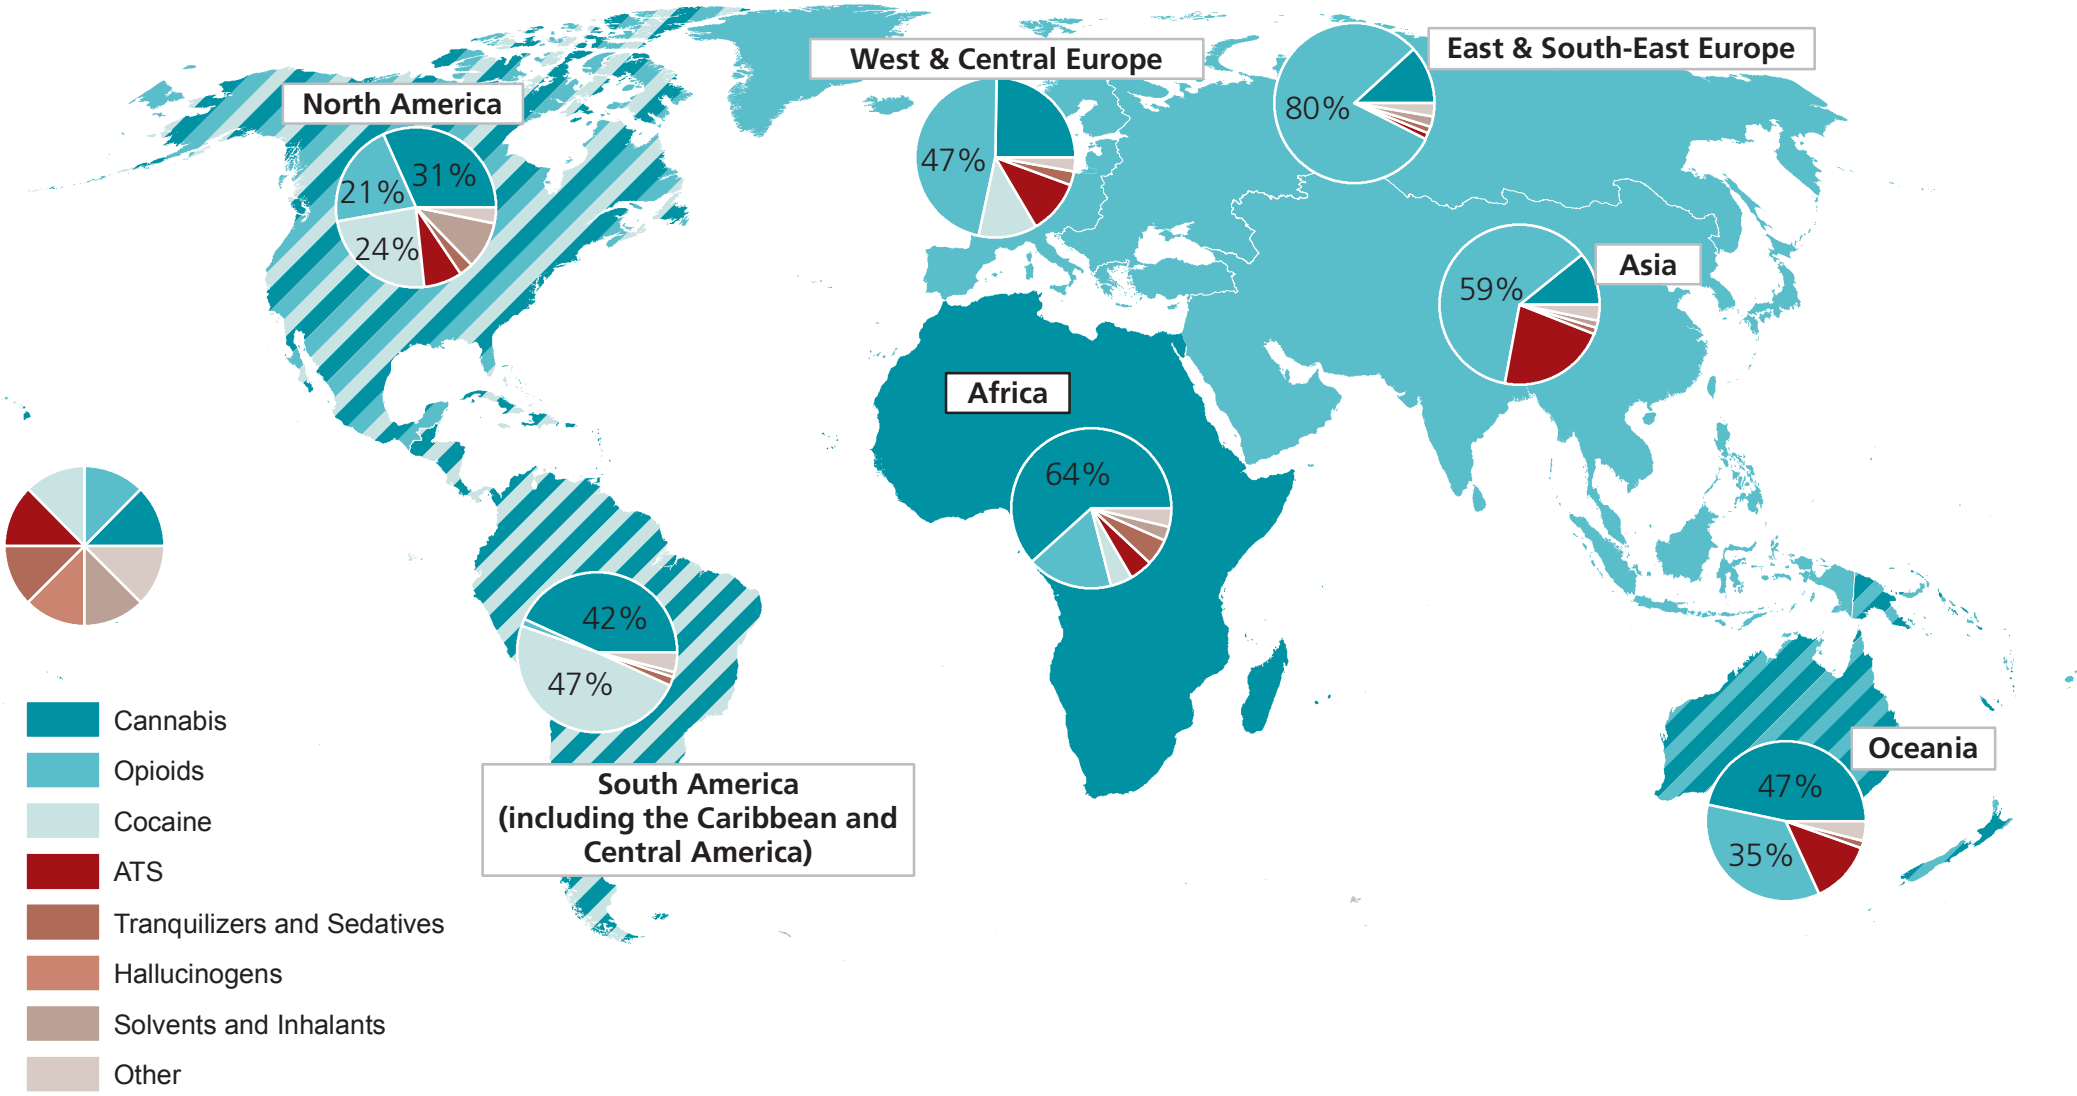 West & Central Europe
East & South-East Europe
North America
80%
47%
31%
21%
24%
Asia
59%
Africa
64%
42%
47%
Cannabis
Oceania
Opioids
South America
(including the Caribbean and
Central America)
47%
35%
Cocaine
ATS
Tranquilizers and Sedatives
Hallucinogens
Solvents and Inhalants
Other